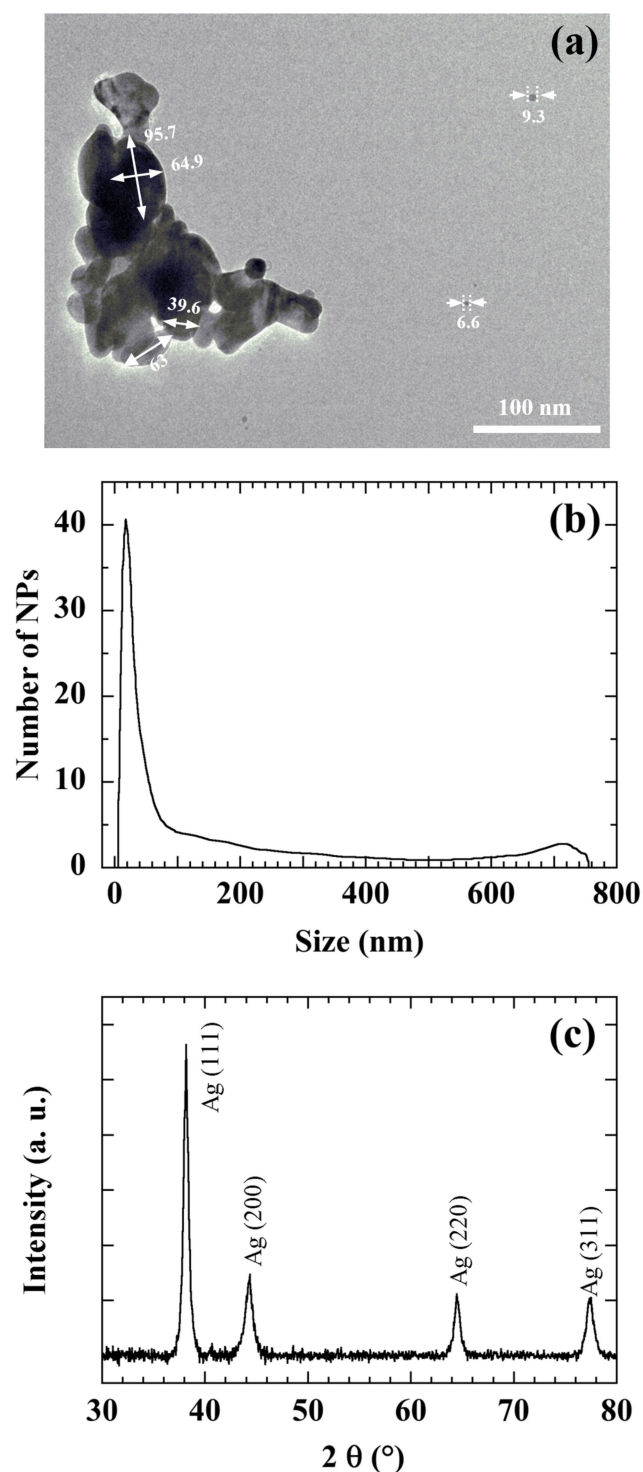 (a)
9.3
95.7
64.9
39.6
6.6
63
100 nm
(b)
40
30
20
10
0
Number of NPs
0 200 400 600 800
Size (nm)
(c)
Ag (111)
Ag (200)
Ag (220)
Ag (311)
Intensity (a. u.)
30 40 50 60 70 80
2 θ (°)